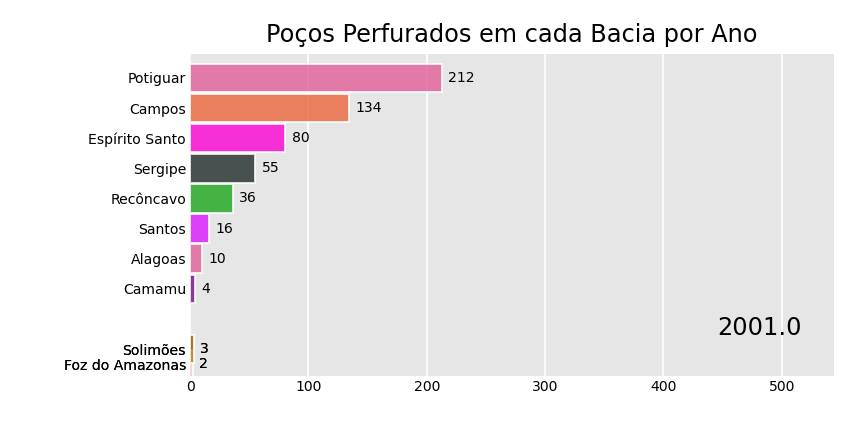 Poços Perfurados em cada Bacia por Ano
Potiguar 212
Campos 134
Espírito Santo 80
Sergipe 55
Recôncavo 36
Santos 16
Alagoas 10
Camamu 4
2001.0
Solimões 3
Foz do Amazonas 2
0 100 200 300 400 500